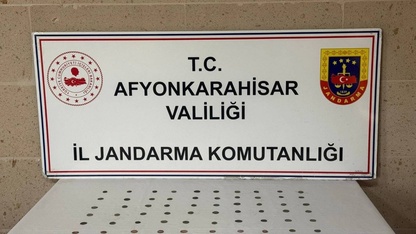 T.C.
AFYONKARAHİSAR
VALİLİĞİ
İL JANDARMA KOMUTANLIĞI
JANDARMA